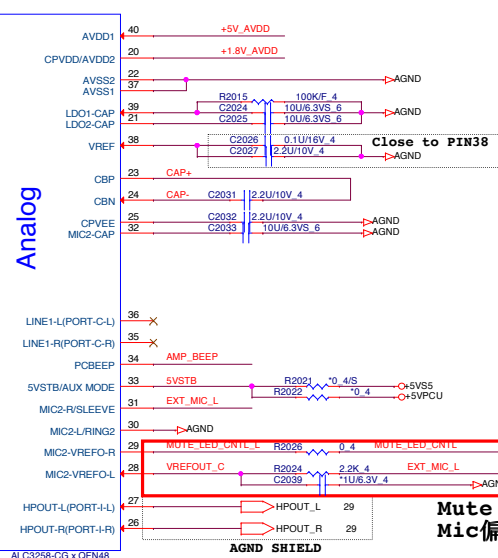 AVDD1 40 +5V_AVDD
CPVDD/AVDD2 20 +1.8V_AVDD
AVSS2 22 AGND
AVSS1 37
R2015 100K/F_4
LDO1-CAP 39 C2024 10U/6.3VS_6 AGND
LDO2-CAP 21 C2025 10U/6.3VS_6
C2026 0.1U/16V_4 Close to PIN38
VREF 38 C2027 2.2U/10V_4 AGND
CBP 23 CAP+
CBN 24 CAP- C2031 2.2U/10V_4
CPVEE 25 C2032 2.2U/10V_4 AGND
MIC2-CAP 32 C2033 10U/6.3VS_6 AGND
Analog
LINE1-L(PORT-C-L) 36
LINE1-R(PORT-C-R) 35
PCBEEP 34 AMP_BEEP
5VSTB/AUX MODE 33 5VSTB R2021 *0_4/S +5VS5
R2022 *0_4 +5VPCU
MIC2-R/SLEEVE 31 EXT_MIC_L
MIC2-L/RING2 30 AGND
MIC2-VREFO-R 29 MUTE_LED_CNTL_L R2026 0_4 MUTE_LED_CNTL
MIC2-VREFO-L 28 VREFOUT_C R2024 2.2K_4 EXT_MIC_L
C2039 *1U/6.3V_4 AGN
HPOUT-L(PORT-I-L) 27 HPOUT_L 29
Mute
HPOUT-R(PORT-I-R) 26 HPOUT_R 29
Mic偏
AGND SHIELD
ALC3258-CG x QFN48